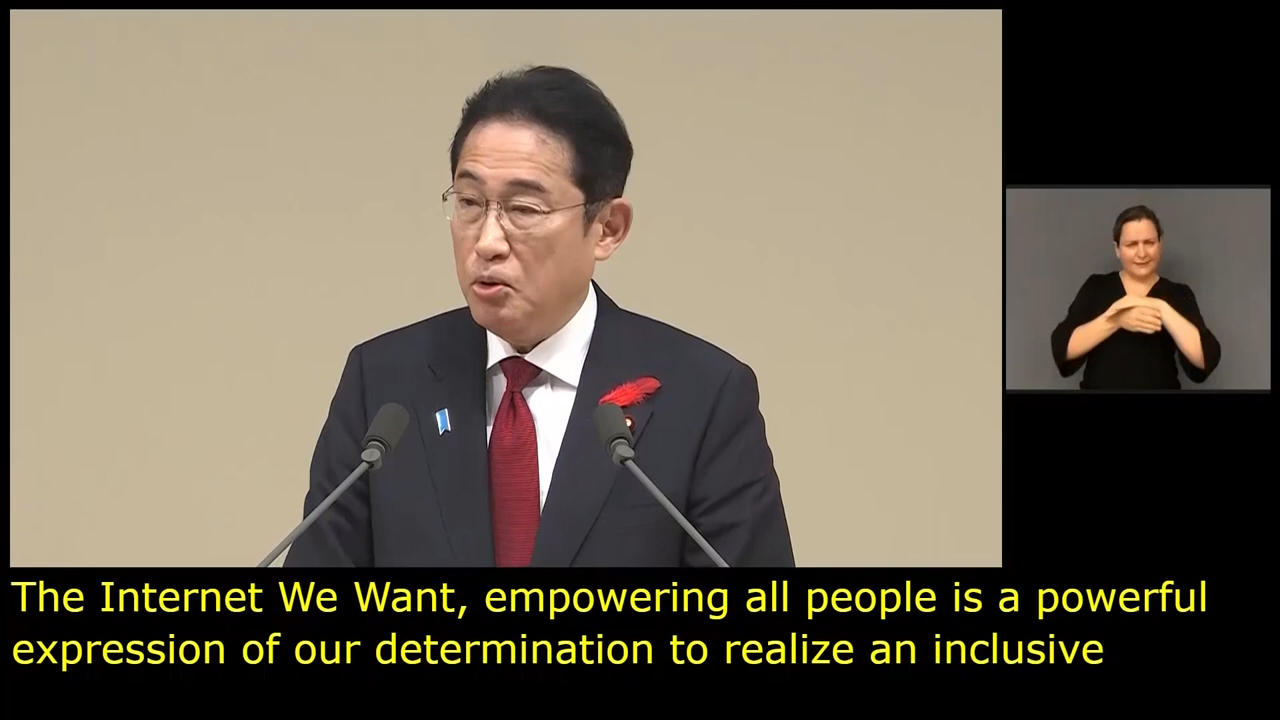 The Internet We Want, empowering all people is a powerful
expression of our determination to realize an inclusive